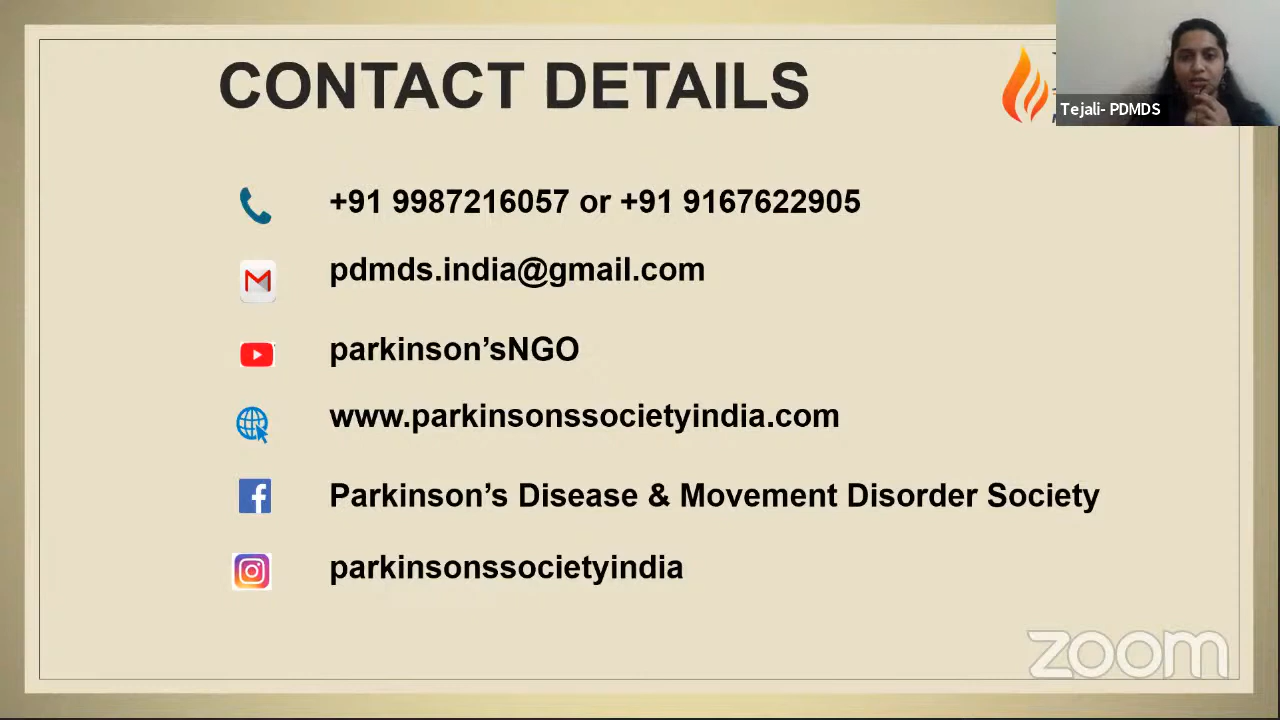 CONTACT DETAILS
Tejali- PDMDS
+91 9987216057 or +91 9167622905
pdmds.india@gmail.com
parkinson’sNGO
www.parkinsonssocietyindia.com
Parkinson’s Disease & Movement Disorder Society
parkinsonssocietyindia
zoom